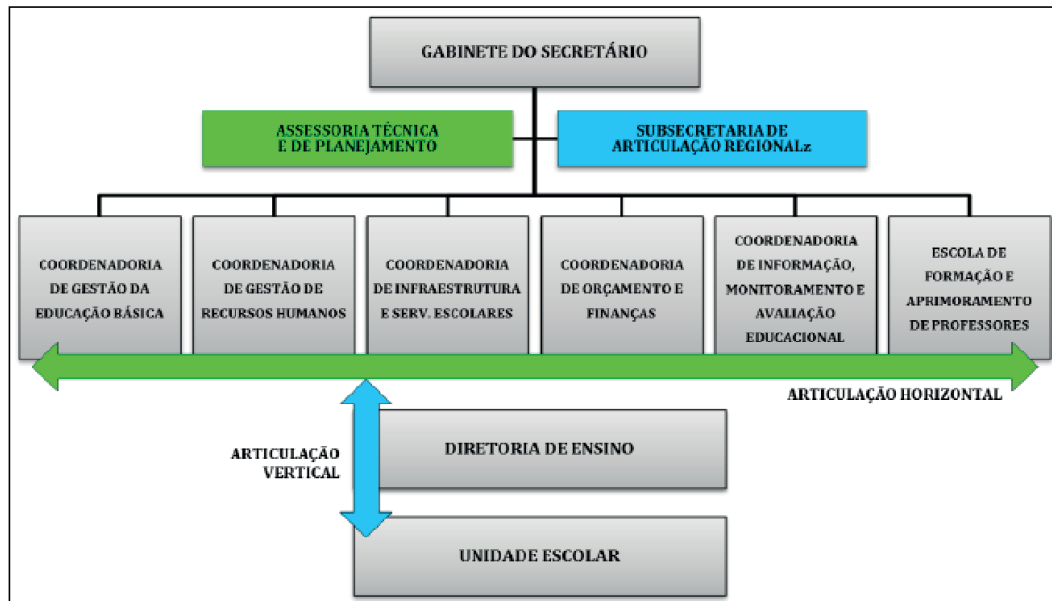 GABINETE DO SECRETÁRIO
ASSESSORIA TÉCNICA
E DE PLANEJAMENTO
SUBSECRETARIA DE
ARTICULAÇÃO REGIONALz
COORDENADORIA
DE GESTÃO DA
EDUCAÇÃO BÁSICA
COORDENADORIA
DE GESTÃO DE
RECURSOS HUMANOS
COORDENADORIA
DE INFRAESTRUTURA
E SERV. ESCOLARES
COORDENADORIA
DE ORÇAMENTO E
FINANÇAS
COORDENADORIA
DE INFORMAÇÃO,
MONITORAMENTO E
AVALIAÇÃO
EDUCACIONAL
ESCOLA DE
FORMAÇÃO E
APRIMORAMENTO
DE PROFESSORES
ARTICULAÇÃO HORIZONTAL
ARTICULAÇÃO
VERTICAL
DIRETORIA DE ENSINO
UNIDADE ESCOLAR